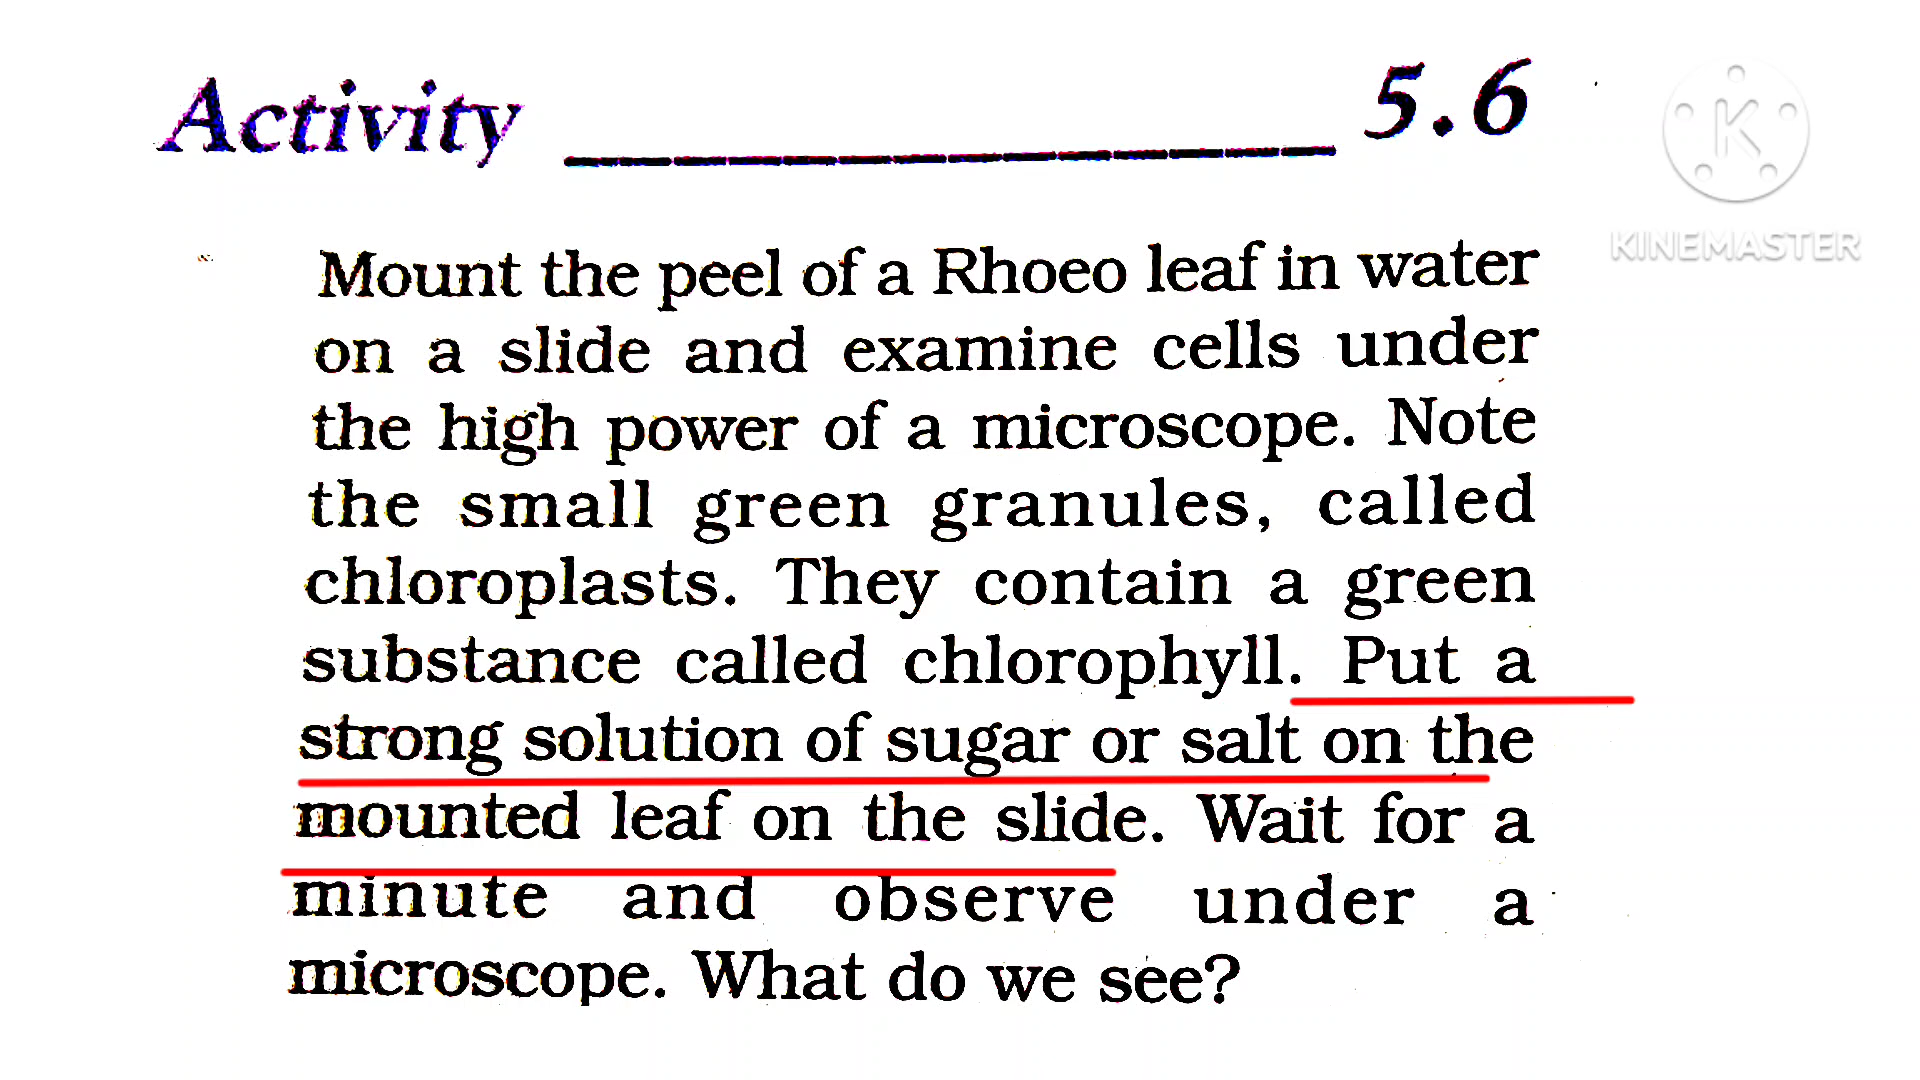 Activity 5.6
KINEMASTER
Mount the peel of a Rhoeo leaf in water
on a slide and examine cells under
the high power of a microscope. Note
the small green granules, called
chloroplasts. They contain a green
substance called chlorophyll. Put a
strong solution of sugar or salt on the
mounted leaf on the slide. Wait for a
minute and observe under a
microscope. What do we see?